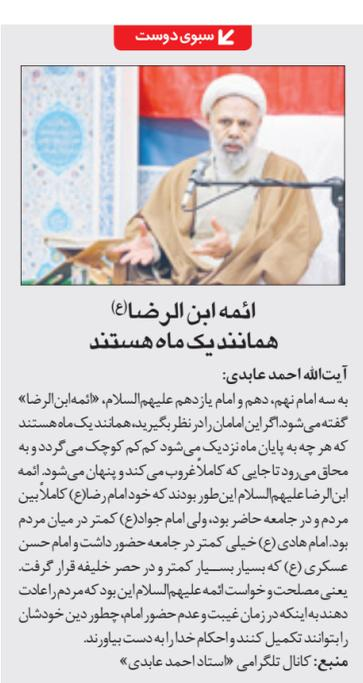 سبوی دوست
ائمه ابن الرضا(ع)
همانند یک ماه هستند
آیت‌الله احمد عابدی:
به سه امام نهم، دهم و امام یازدهم علیهم‌السلام، «ائمه‌ابن‌الرضا»
گفته می‌شود. اگر این امامان را در نظر بگیرید، همانند یک ماه هستند
که هر چه به پایان ماه نزدیک می‌شود کم کم کوچک می‌گردد و به
محاق می‌رود تا جایی که کاملاً غروب می‌کند و پنهان می‌شود. ائمه
ابن‌الرضا علیهم‌السلام این‌طور بودند که خود امام رضا(ع) کاملاً بین
مردم و در جامعه حاضر بود، ولی امام جواد(ع) کمتر در میان مردم
بود. امام هادی (ع) خیلی کمتر در جامعه حضور داشت و امام حسن
عسکری (ع) که بسیار بسیار کمتر و در حصر خلیفه قرار گرفت.
یعنی مصلحت و خواست ائمه علیهم‌السلام این بود که مردم را عادت
دهند به اینکه در زمان غیبت و عدم حضور امام، چطور دین خودشان
را بتوانند تکمیل کنند و احکام خدا را به دست بیاورند.
منبع: کانال تلگرامی «استاد احمد عابدی»